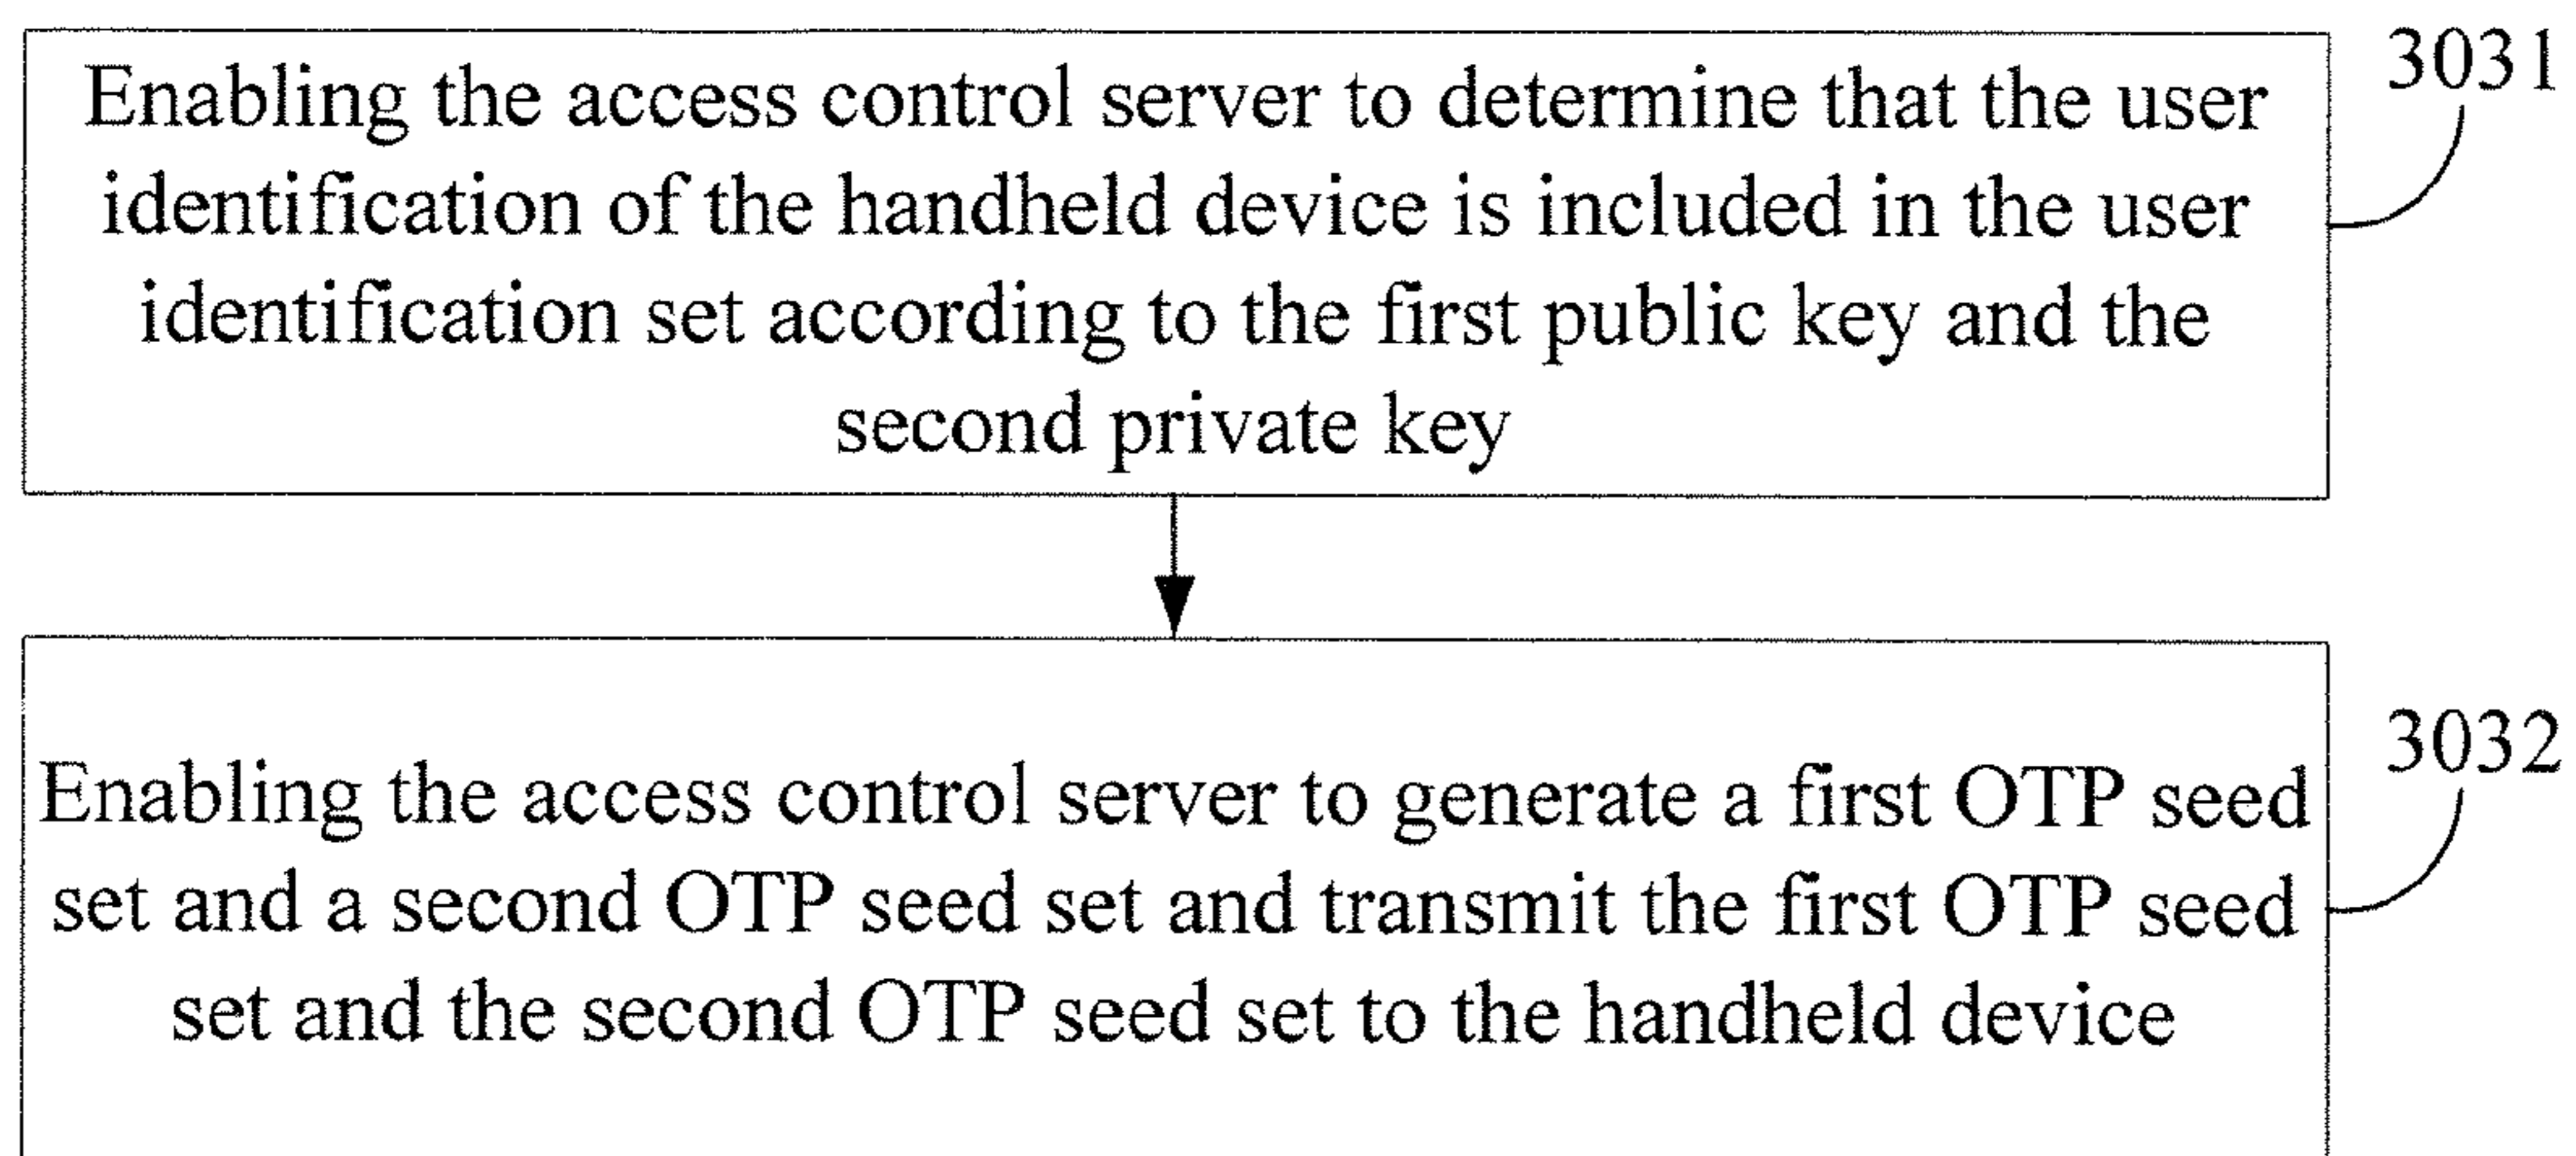 Enabling the access control server to determine that the user
identification of the handheld device is included in the user
identification set according to the first public key and the
second private key
3031
Enabling the access control server to generate a first OTP seed
set and a second OTP seed set and transmit the first OTP seed
set and the second OTP seed set to the handheld device
3032